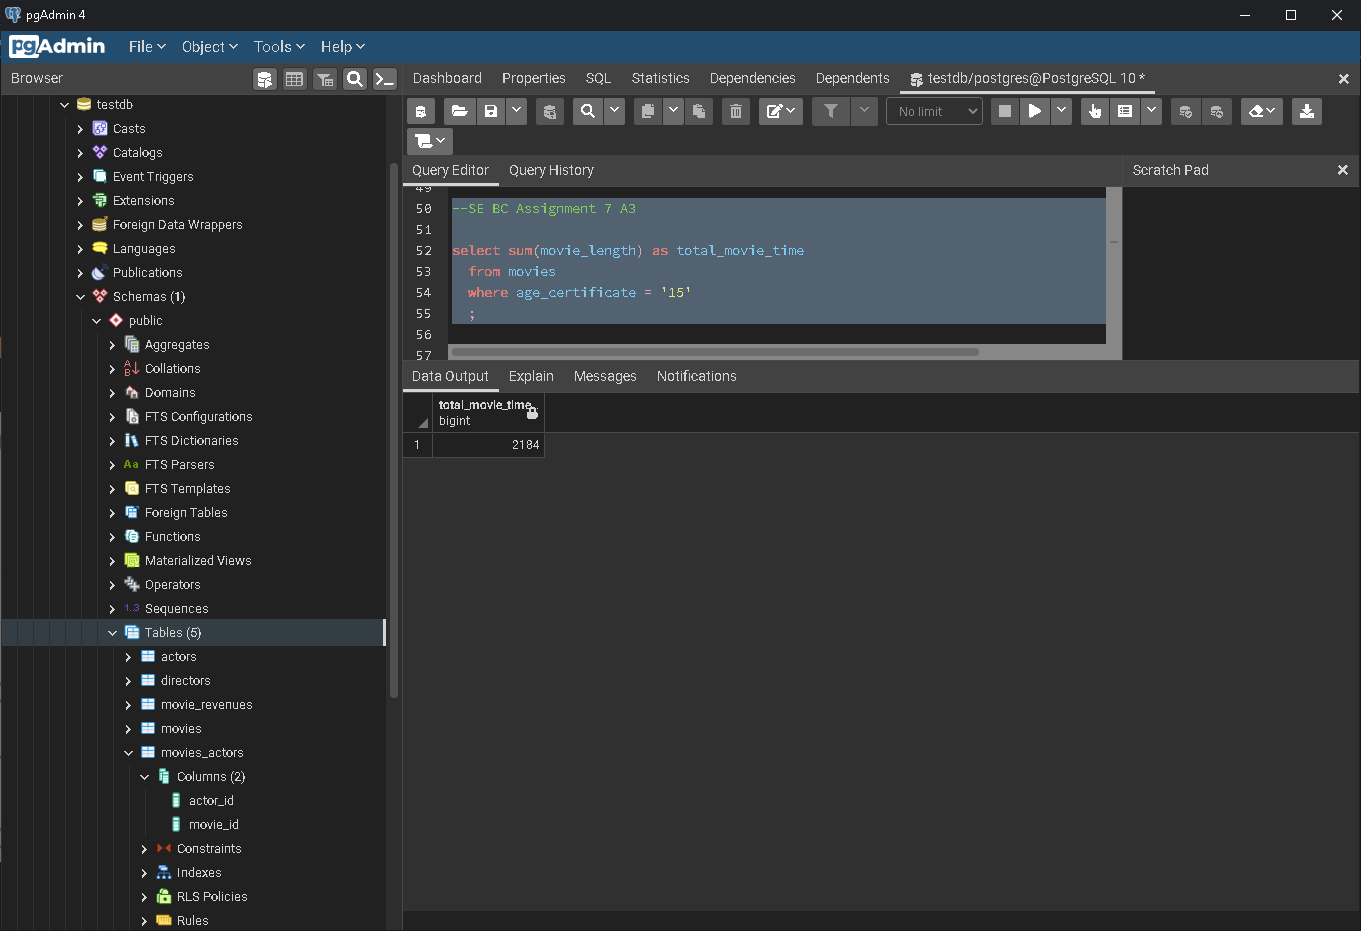 pgAdmin 4
pgAdmin File Object Tools Help
Browser
Dashboard Properties SQL Statistics Dependencies Dependents testdb/postgres@PostgreSQL 10 *
No limit
testdb
Casts
Catalogs
Event Triggers
Extensions
Foreign Data Wrappers
Languages
Publications
Schemas (1)
public
Aggregates
Collations
Domains
FTS Configurations
FTS Dictionaries
Aa FTS Parsers
FTS Templates
Foreign Tables
Functions
Materialized Views
Operators
1.3 Sequences
Tables (5)
actors
directors
movie_revenues
movies
movies_actors
Columns (2)
actor_id
movie_id
Constraints
Indexes
RLS Policies
Rules
Query Editor Query History
Scratch Pad
49
50 --SE BC Assignment 7 A3
51
52 select sum(movie_length) as total_movie_time
53 from movies
54 where age_certificate = '15'
55 ;
56
57
Data Output Explain Messages Notifications
total_movie_time
bigint
1 2184